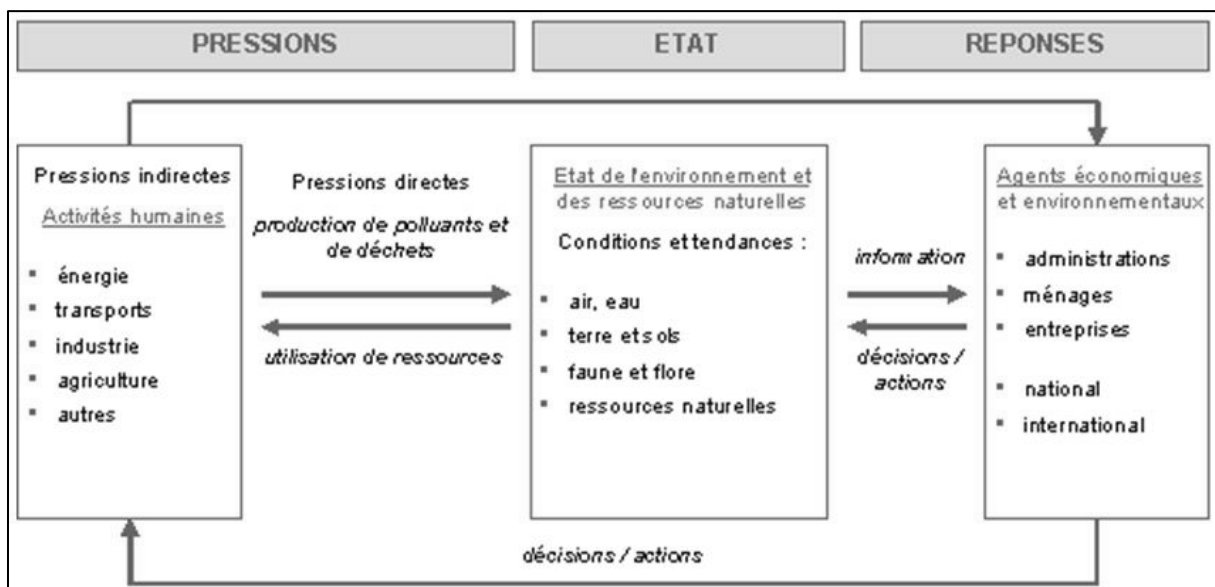 PRESSIONS
ETAT
REPONSES
Pressions indirectes
Activités humaines
énergie
transports
industrie
agriculture
autres
Pressions directes
production de polluants et
de déchets
utilisation de ressources
Etat de l'environnement et
des ressources naturelles
Conditions et tendances :
air, eau
terre et sols
faune et flore
ressources naturelles
information
décisions /
actions
Agents économiques
et environnementaux
administrations
ménages
entreprises
national
international
décisions / actions